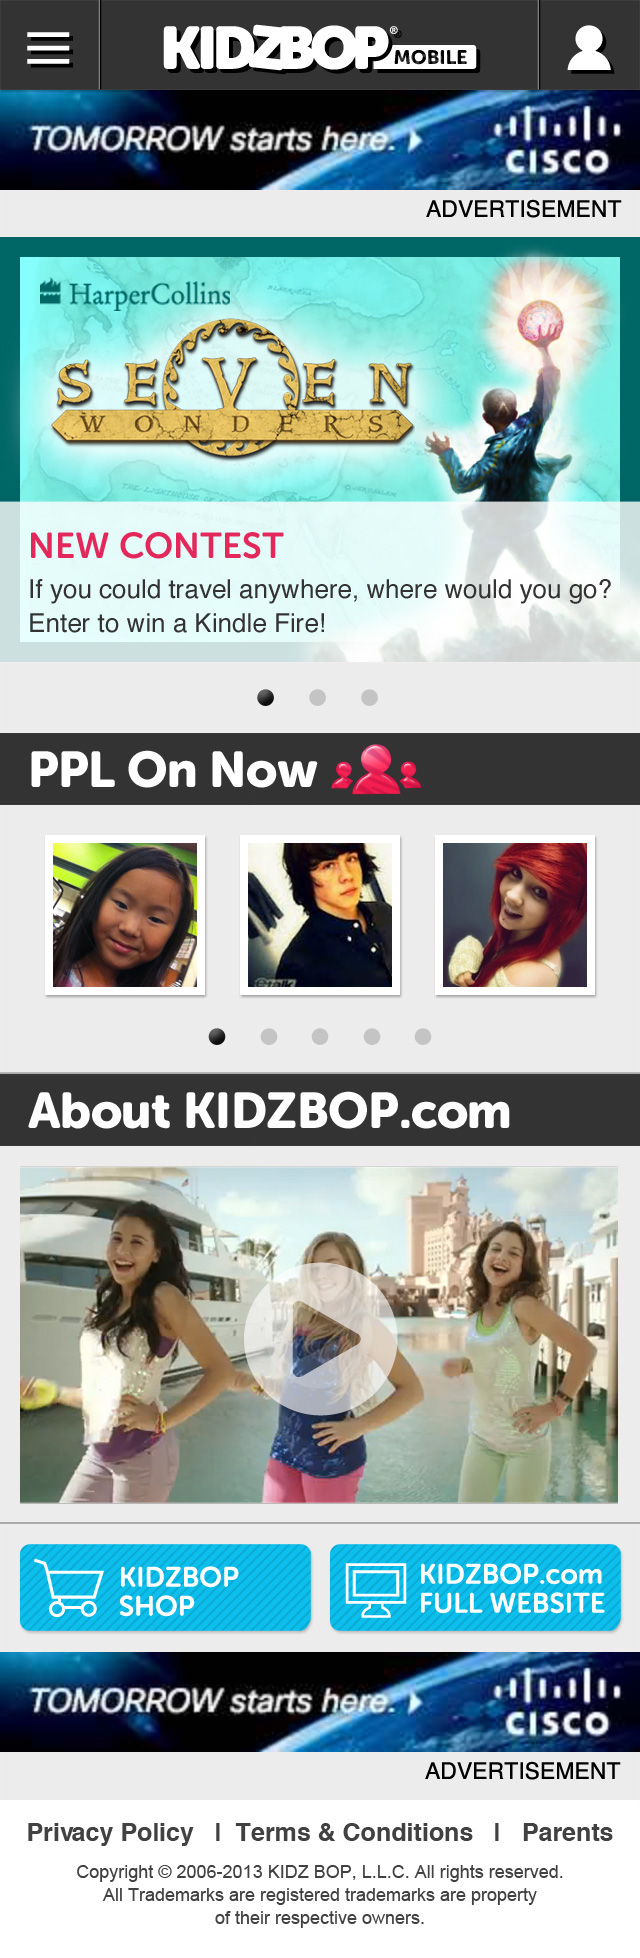 KIDZBOP® MOBILE
TOMORROW starts here.
CISCO
ADVERTISEMENT
HarperCollins
SEVEN
WONDERS
NEW CONTEST
If you could travel anywhere, where would you go?
Enter to win a Kindle Fire!
PPL On Now
About KIDZBOP.com
KIDZBOP
SHOP
KIDZBOP.com
FULL WEBSITE
TOMORROW starts here.
CISCO
ADVERTISEMENT
Privacy Policy | Terms & Conditions | Parents
Copyright © 2006-2013 KIDZ BOP, L.L.C. All rights reserved.
All Trademarks are registered trademarks are property
of their respective owners.